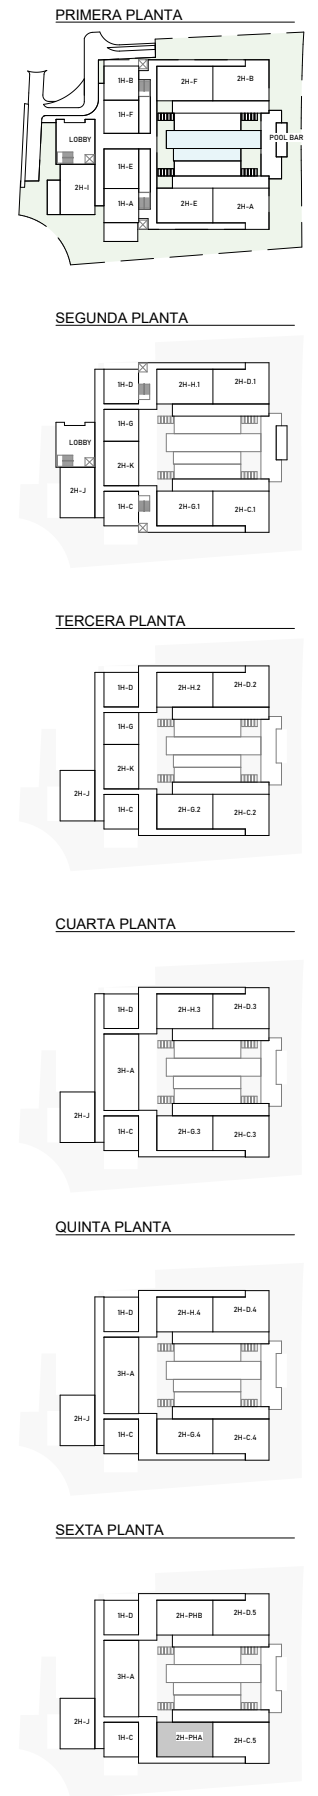 PRIMERA PLANTA
1H-B
2H-F
2H-B
1H-F
LOBBY
POOL BAR
1H-E
2H-I
1H-A
2H-E
2H-A
SEGUNDA PLANTA
1H-D
2H-H.1
2H-D.1
1H-G
LOBBY
2H-K
2H-J
1H-C
2H-G.1
2H-C.1
TERCERA PLANTA
1H-D
2H-H.2
2H-D.2
1H-G
2H-K
2H-J
1H-C
2H-G.2
2H-C.2
CUARTA PLANTA
1H-D
2H-H.3
2H-D.3
3H-A
2H-J
1H-C
2H-G.3
2H-C.3
QUINTA PLANTA
1H-D
2H-H.4
2H-D.4
3H-A
2H-J
1H-C
2H-G.4
2H-C.4
SEXTA PLANTA
1H-D
2H-PHB
2H-D.5
3H-A
2H-J
1H-C
2H-PHA
2H-C.5